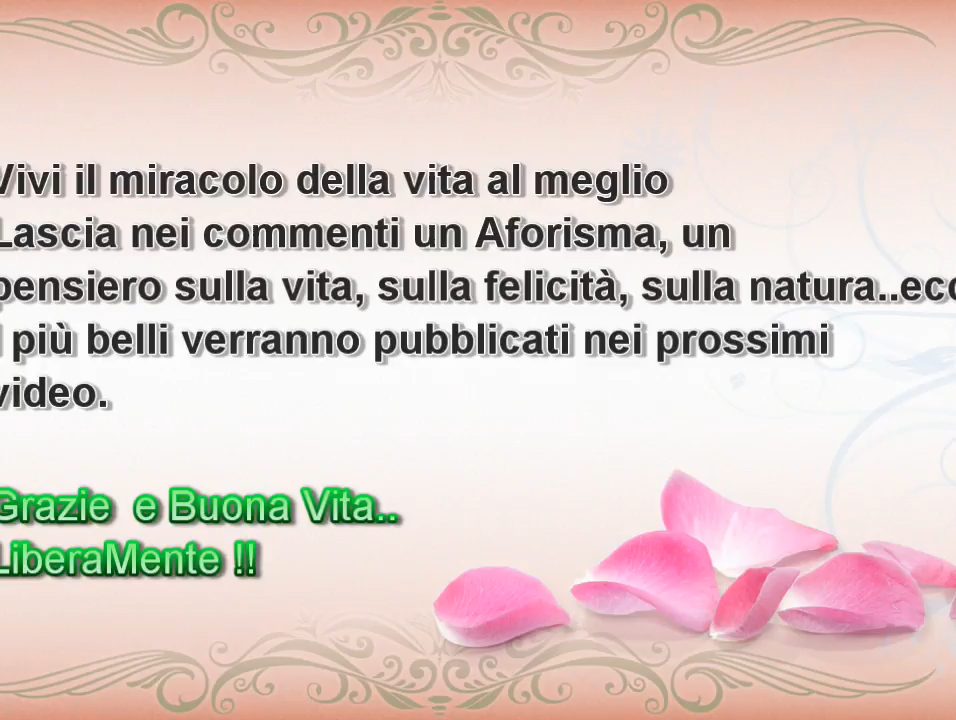 Vivi il miracolo della vita al meglio
Lascia nei commenti un Aforisma, un
pensiero sulla vita, sulla felicità, sulla natura..ecc
I più belli verranno pubblicati nei prossimi
video.
Grazie e Buona Vita..
LiberaMente !!